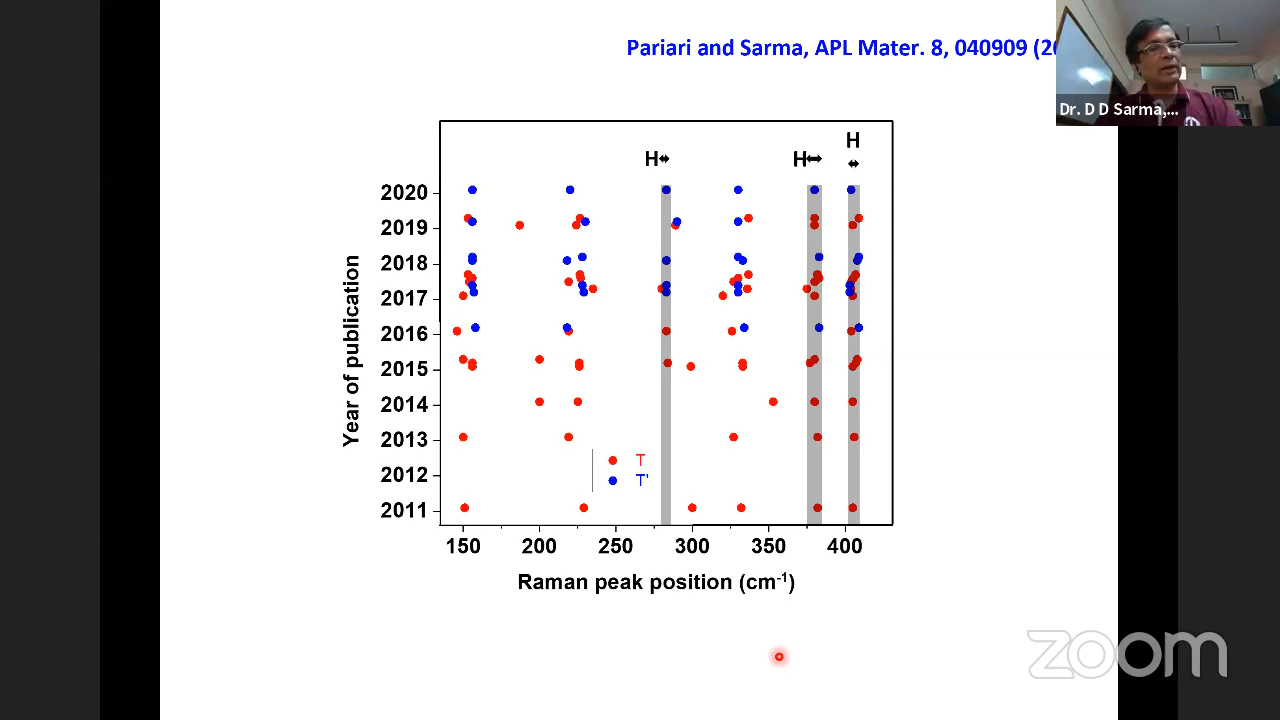 Pariari and Sarma, APL Mater. 8, 040909 (20
Dr. D D Sarma,...
H
H
H
2020
2019
2018
2017
2016
2015
2014
2013
2012
2011
Year of publication
T
T'
150 200 250 300 350 400
Raman peak position (cm⁻¹)
zoom